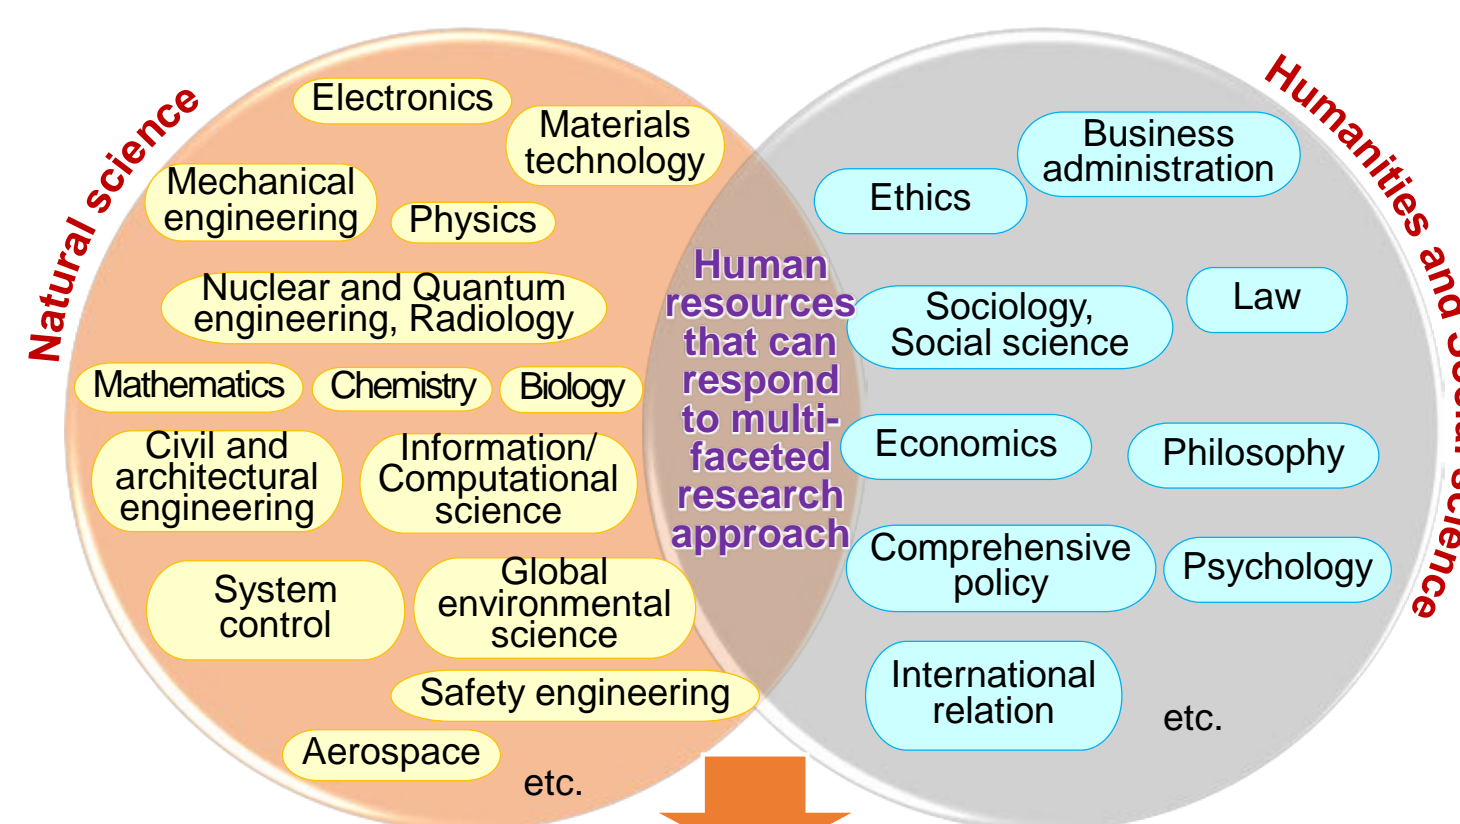 Natural science
Electronics
Materials
technology
Mechanical
engineering
Physics
Nuclear and Quantum
engineering, Radiology
Mathematics
Chemistry
Biology
Civil and
architectural
engineering
Information/
Computational
science
System
control
Global
environmental
science
Safety engineering
Aerospace
etc.
Human
resources
that can
respond
to multi-
faceted
research
approach
Humanities and Social science
Business
administration
Ethics
Law
Sociology,
Social science
Economics
Philosophy
Comprehensive
policy
Psychology
International
relation
etc.